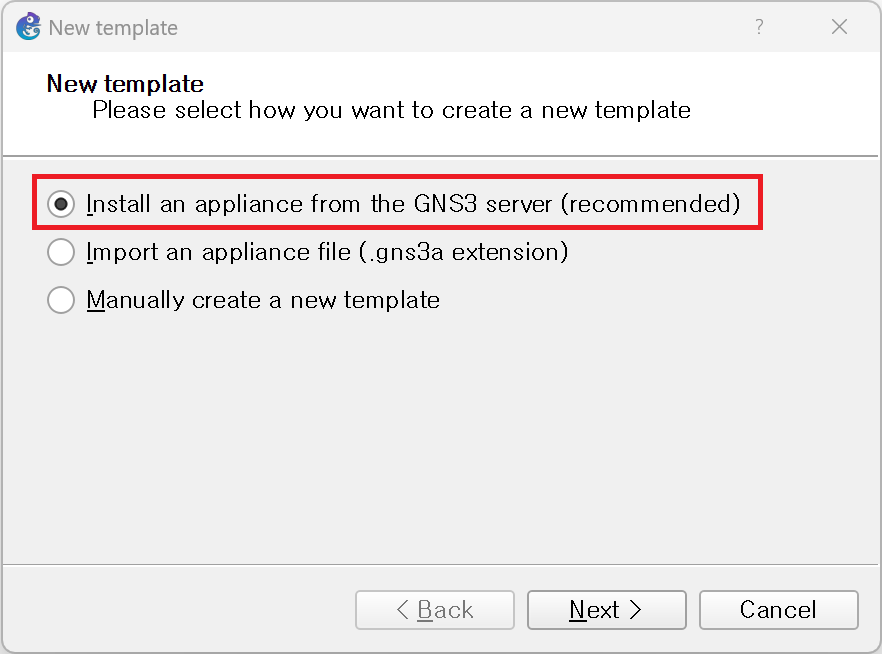 New template
?
New template
Please select how you want to create a new template
Install an appliance from the GNS3 server (recommended)
Import an appliance file (.gns3a extension)
Manually create a new template
< Back
Next >
Cancel